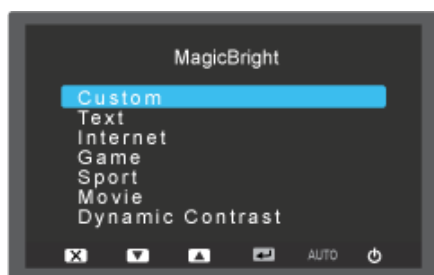 MagicBright
Custom
Text
Internet
Game
Sport
Movie
Dynamic Contrast
AUTO